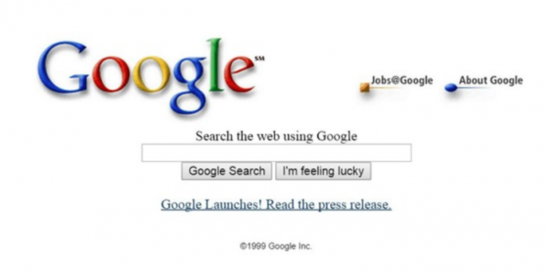 Google℠
Jobs@Google
About Google
Search the web using Google
Google Search
I'm feeling lucky
Google Launches! Read the press release.
©1999 Google Inc.